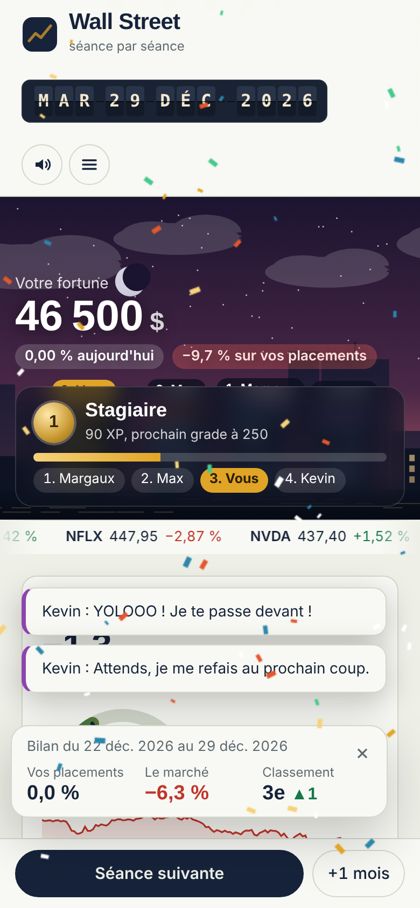 Wall Street
séance par séance
MAR 29 DÉC 2026
Votre fortune
46 500 $
0,00 % aujourd'hui
−9,7 % sur vos placements
1
Stagiaire
90 XP, prochain grade à 250
1. Margaux
2. Max
3. Vous
4. Kevin
42 % NFLX 447,95 −2,87 % NVDA 437,40 +1,52 %
Kevin : YOLOOO ! Je te passe devant !
Kevin : Attends, je me refais au prochain coup.
Bilan du 22 déc. 2026 au 29 déc. 2026
Vos placements Le marché Classement
0,0 % −6,3 % 3e ▲1
Séance suivante
+1 mois